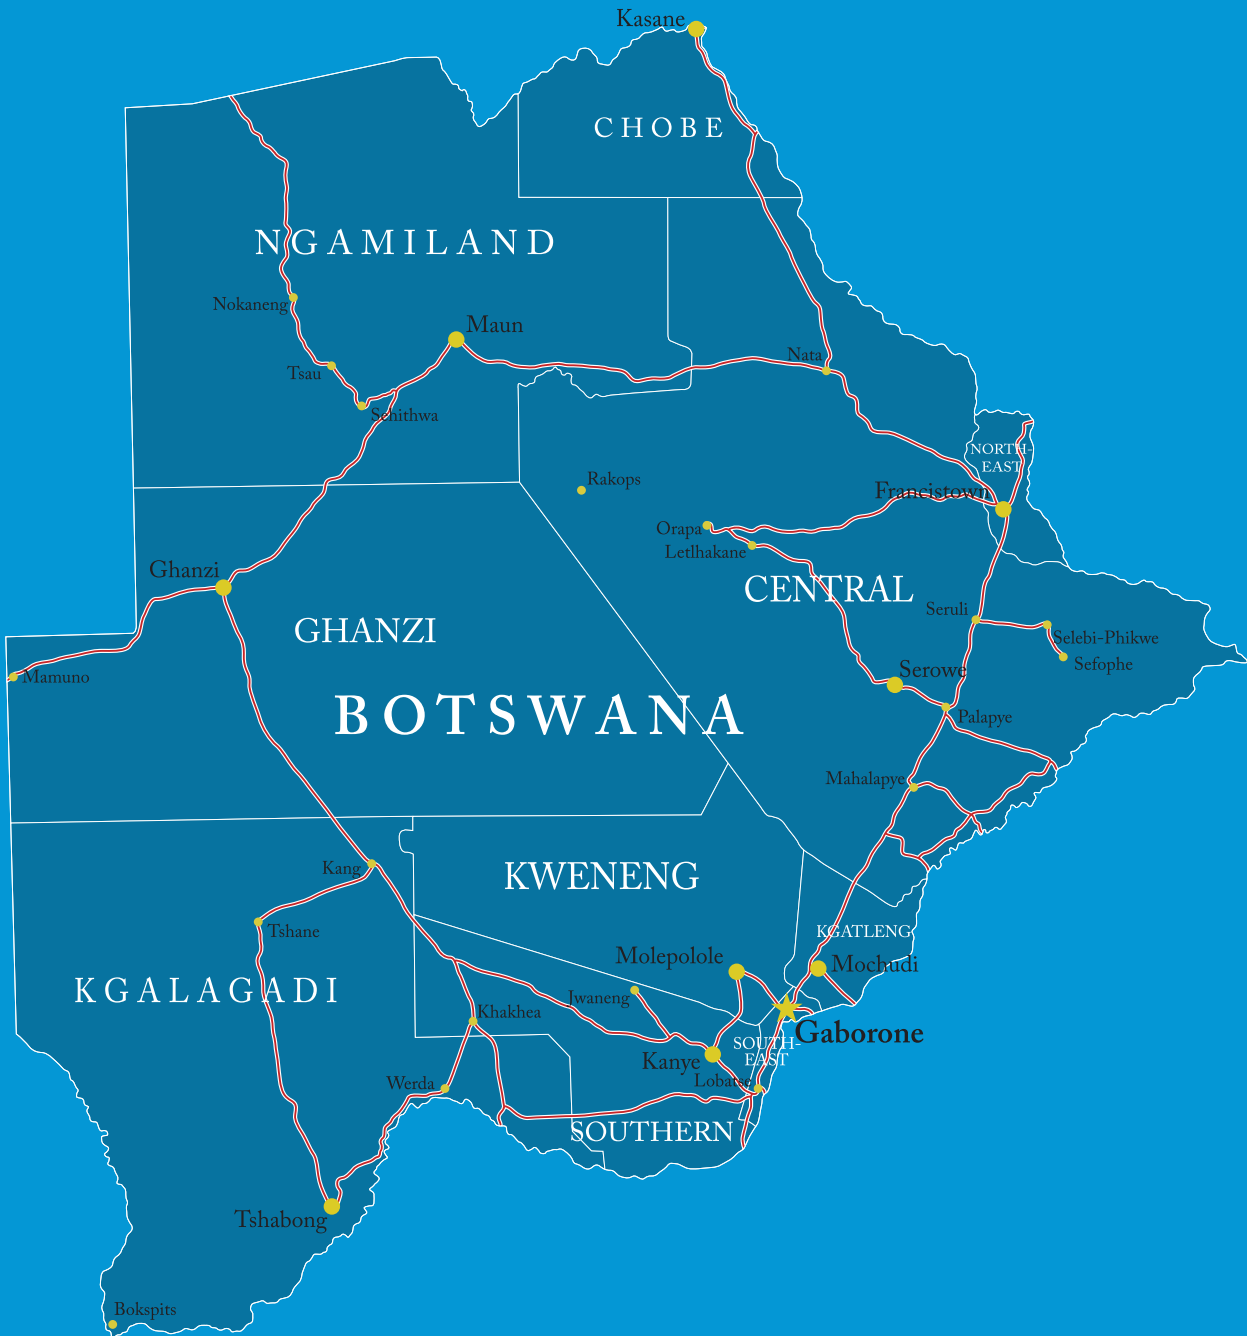 Kasane
CHOBE
NGAMILAND
Nokaneng
Maun
Nata
Tsau
Sehithwa
NORTH-
EAST
Rakops
Francistown
Orapa
Letlhakane
Ghanzi
CENTRAL
Seruli
GHANZI
Selebi-Phikwe
Sefophe
Serowe
Mamuno
BOTSWANA
Palapye
Mahalapye
Kang
KWENENG
Tshane
KGATLENG
Molepolole
Mochudi
KGALAGADI
Jwaneng
Khakhea
Gaborone
SOUTH-
EAST
Kanye
Werda
Lobatse
SOUTHERN
Tshabong
Bokspits